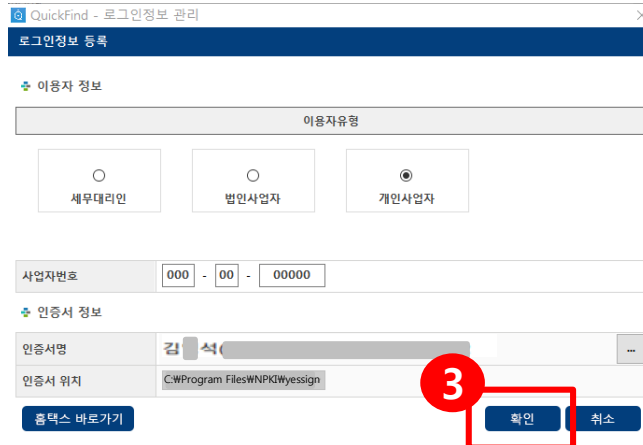 QuickFind - 로그인정보 관리
로그인정보 등록
이용자 정보
이용자유형
세무대리인 법인사업자 개인사업자
사업자번호 000 - 00 - 00000
인증서 정보
인증서명 김 석( ...
인증서 위치 C:₩Program Files₩NPKI₩yessign
3
홈택스 바로가기 확인 취소